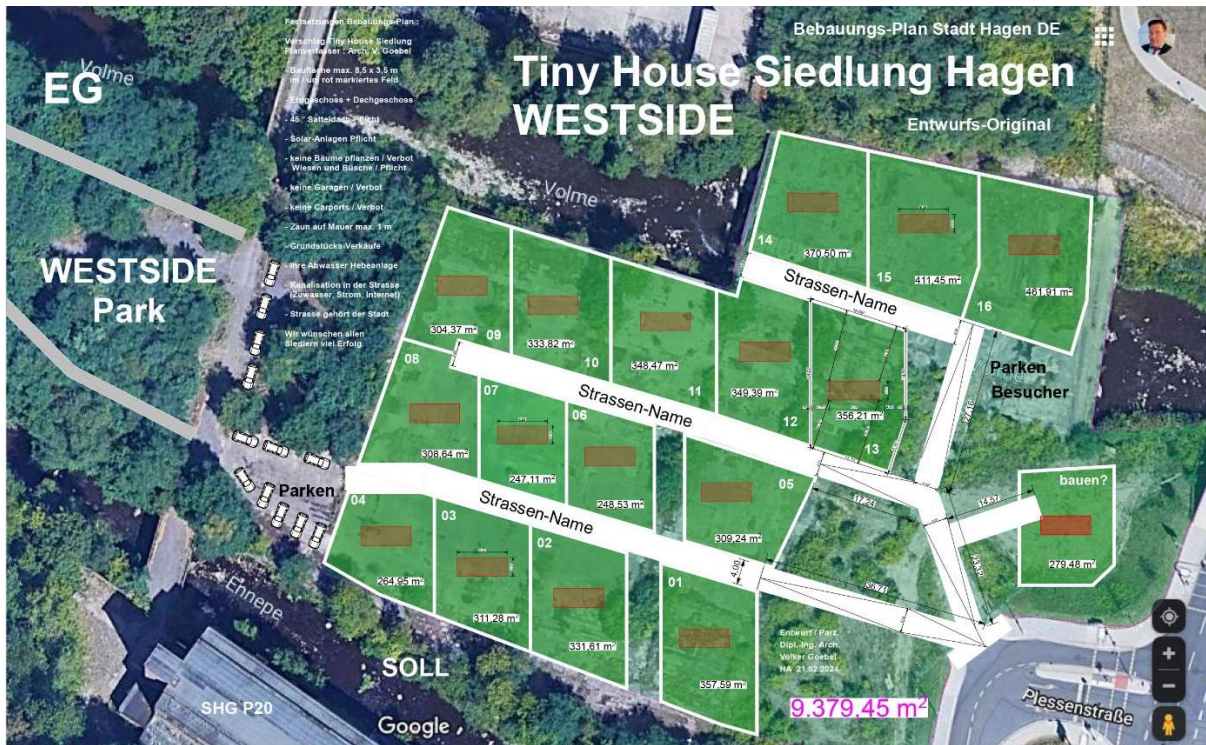 Bebauungs-Plan Stadt Hagen DE
Tiny House Siedlung Hagen
WESTSIDE
Entwurfs-Original
EG
Volme
WESTSIDE
Park
Festsetzungen Bebauungs-Plan :
Vorschlag Tiny House Siedlung
Planverfasser : Arch. V. Goebel
- Baufläche max. 8,5 x 3,5 m
im / um rot markiertes Feld
- Erdgeschoss + Dachgeschoss
- 45 ° Satteldach-Pflicht
- Solar-Anlagen Pflicht
- keine Bäume pflanzen / Verbot
Wiesen und Büsche / Pflicht
- keine Garagen / Verbot
- keine Carports / Verbot
- Zaun auf Mauer max. 1 m
- Grundstücks-Verkäufe
- Ihre Abwasser Hebeanlage
- Kanalisation in der Strasse
(Zuwasser, Strom, Internet)
- Strasse gehört der Stadt
Wir wünschen allen
Siedlern viel Erfolg.
Volme
14
370,50 m²
15
411,45 m²
16
461,91 m²
Strassen-Name
304,37 m²
09
333,82 m²
10
348,47 m²
11
349,39 m²
12
356,21 m²
13
Parken
Besucher
27,16
Strassen-Name
08
308,64 m²
07
247,11 m²
06
248,53 m²
05
309,24 m²
17,24
14,57
23,32
bauen?
279,48 m²
Parken
Strassen-Name
04
264,95 m²
03
311,28 m²
02
331,61 m²
01
357,59 m²
4,00
36,71
Entwurf / Parz.
Dipl.-Ing. Arch.
Volker Goebel
HA 21.02.2024
9.379,45 m²
Ennepe
SOLL
SHG P20
Google
Plessenstraße